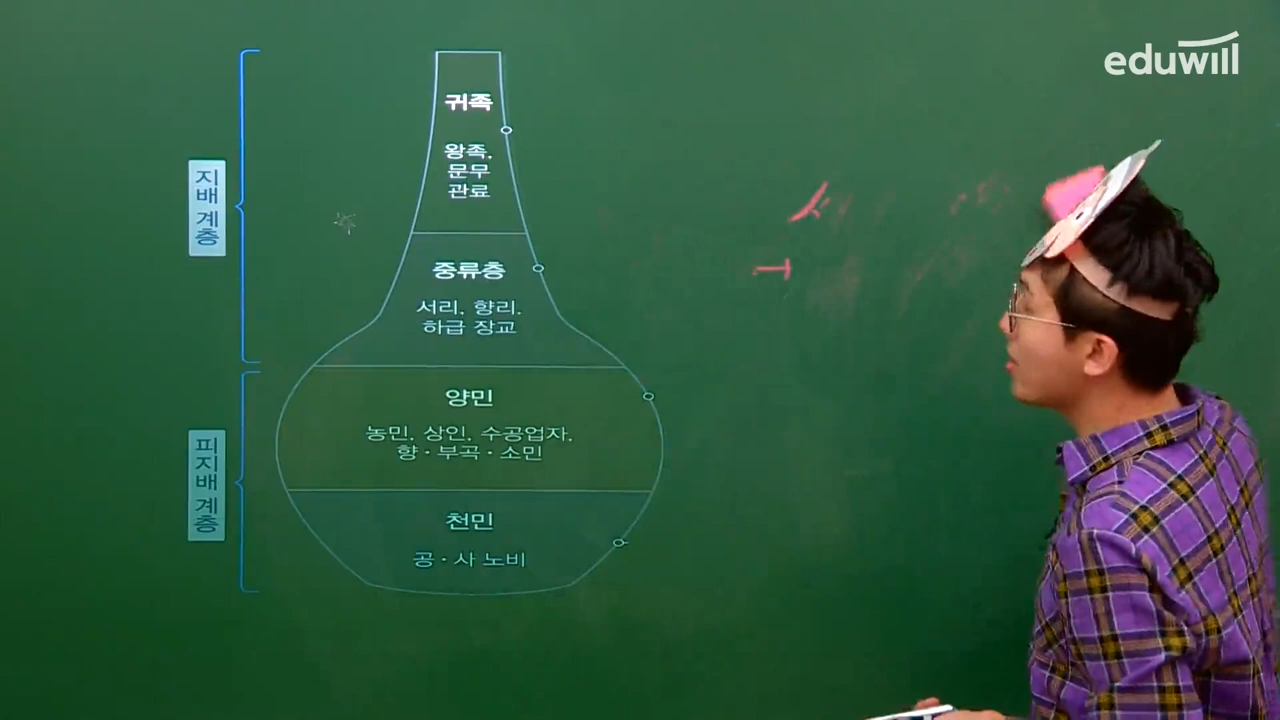 eduwill
지배계층
귀족
왕족,
문무
관료
중류층
서리, 향리,
하급 장교
피지배계층
양민
농민, 상인, 수공업자,
향·부곡·소민
천민
공·사 노비